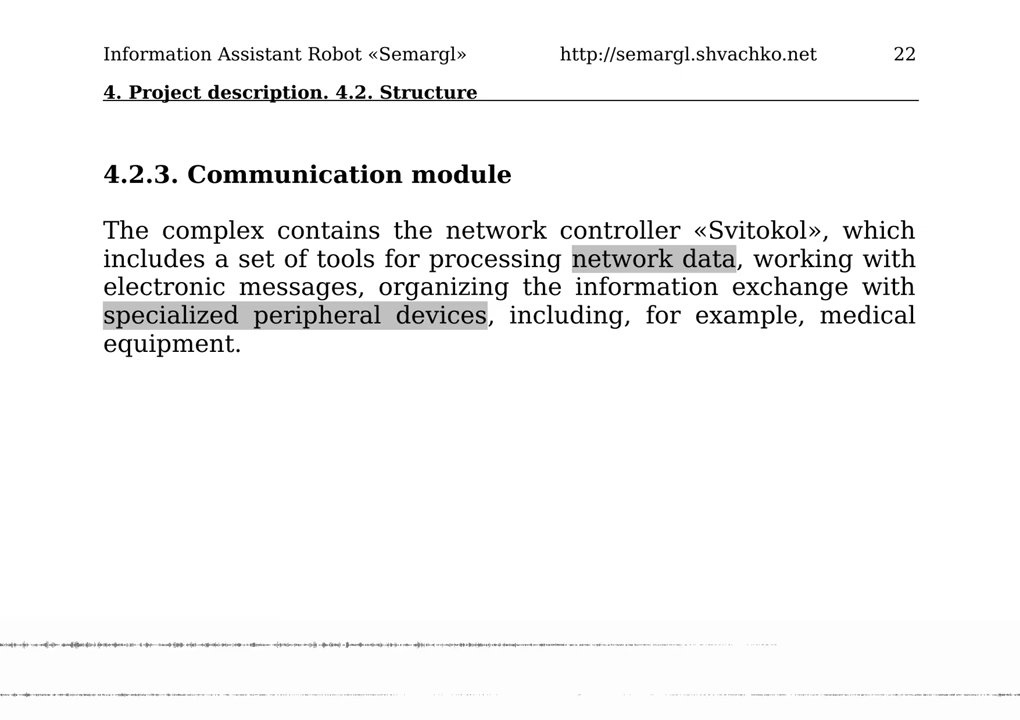 Information Assistant Robot «Semargl» http://semargl.shvachko.net 22
4. Project description. 4.2. Structure
4.2.3. Communication module
The complex contains the network controller «Svitokol», which
includes a set of tools for processing network data, working with
electronic messages, organizing the information exchange with
specialized peripheral devices, including, for example, medical
equipment.